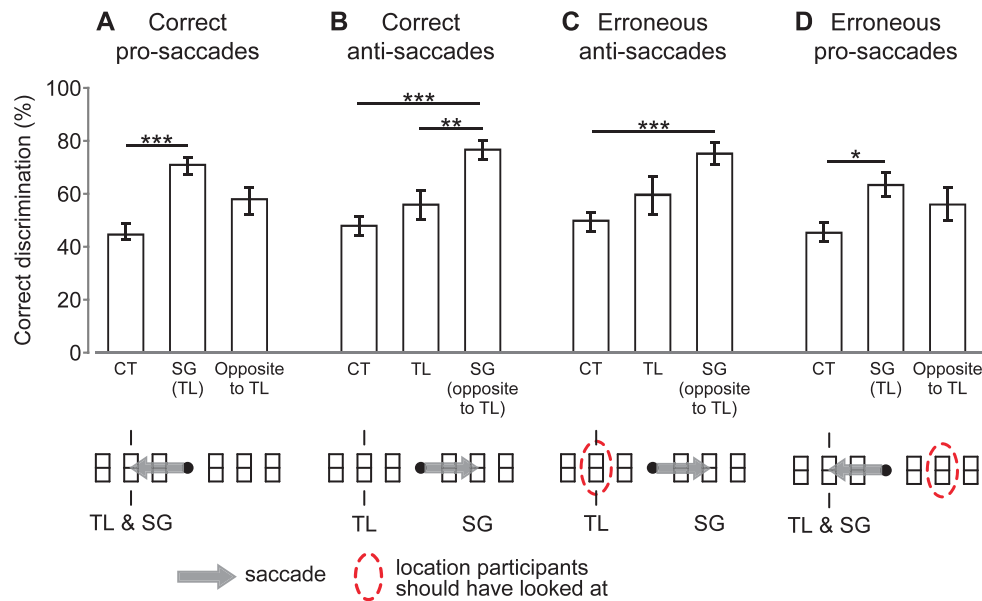 A Correct pro-saccades
B Correct anti-saccades
C Erroneous anti-saccades
D Erroneous pro-saccades
Correct discrimination (%)
100
80
60
40
20
0
***
***
**
***
*
CT
SG (TL)
Opposite to TL
CT
TL
SG (opposite to TL)
CT
TL
SG (opposite to TL)
CT
SG (TL)
Opposite to TL
TL & SG
TL
SG
TL
SG
TL & SG
saccade
location participants
should have looked at